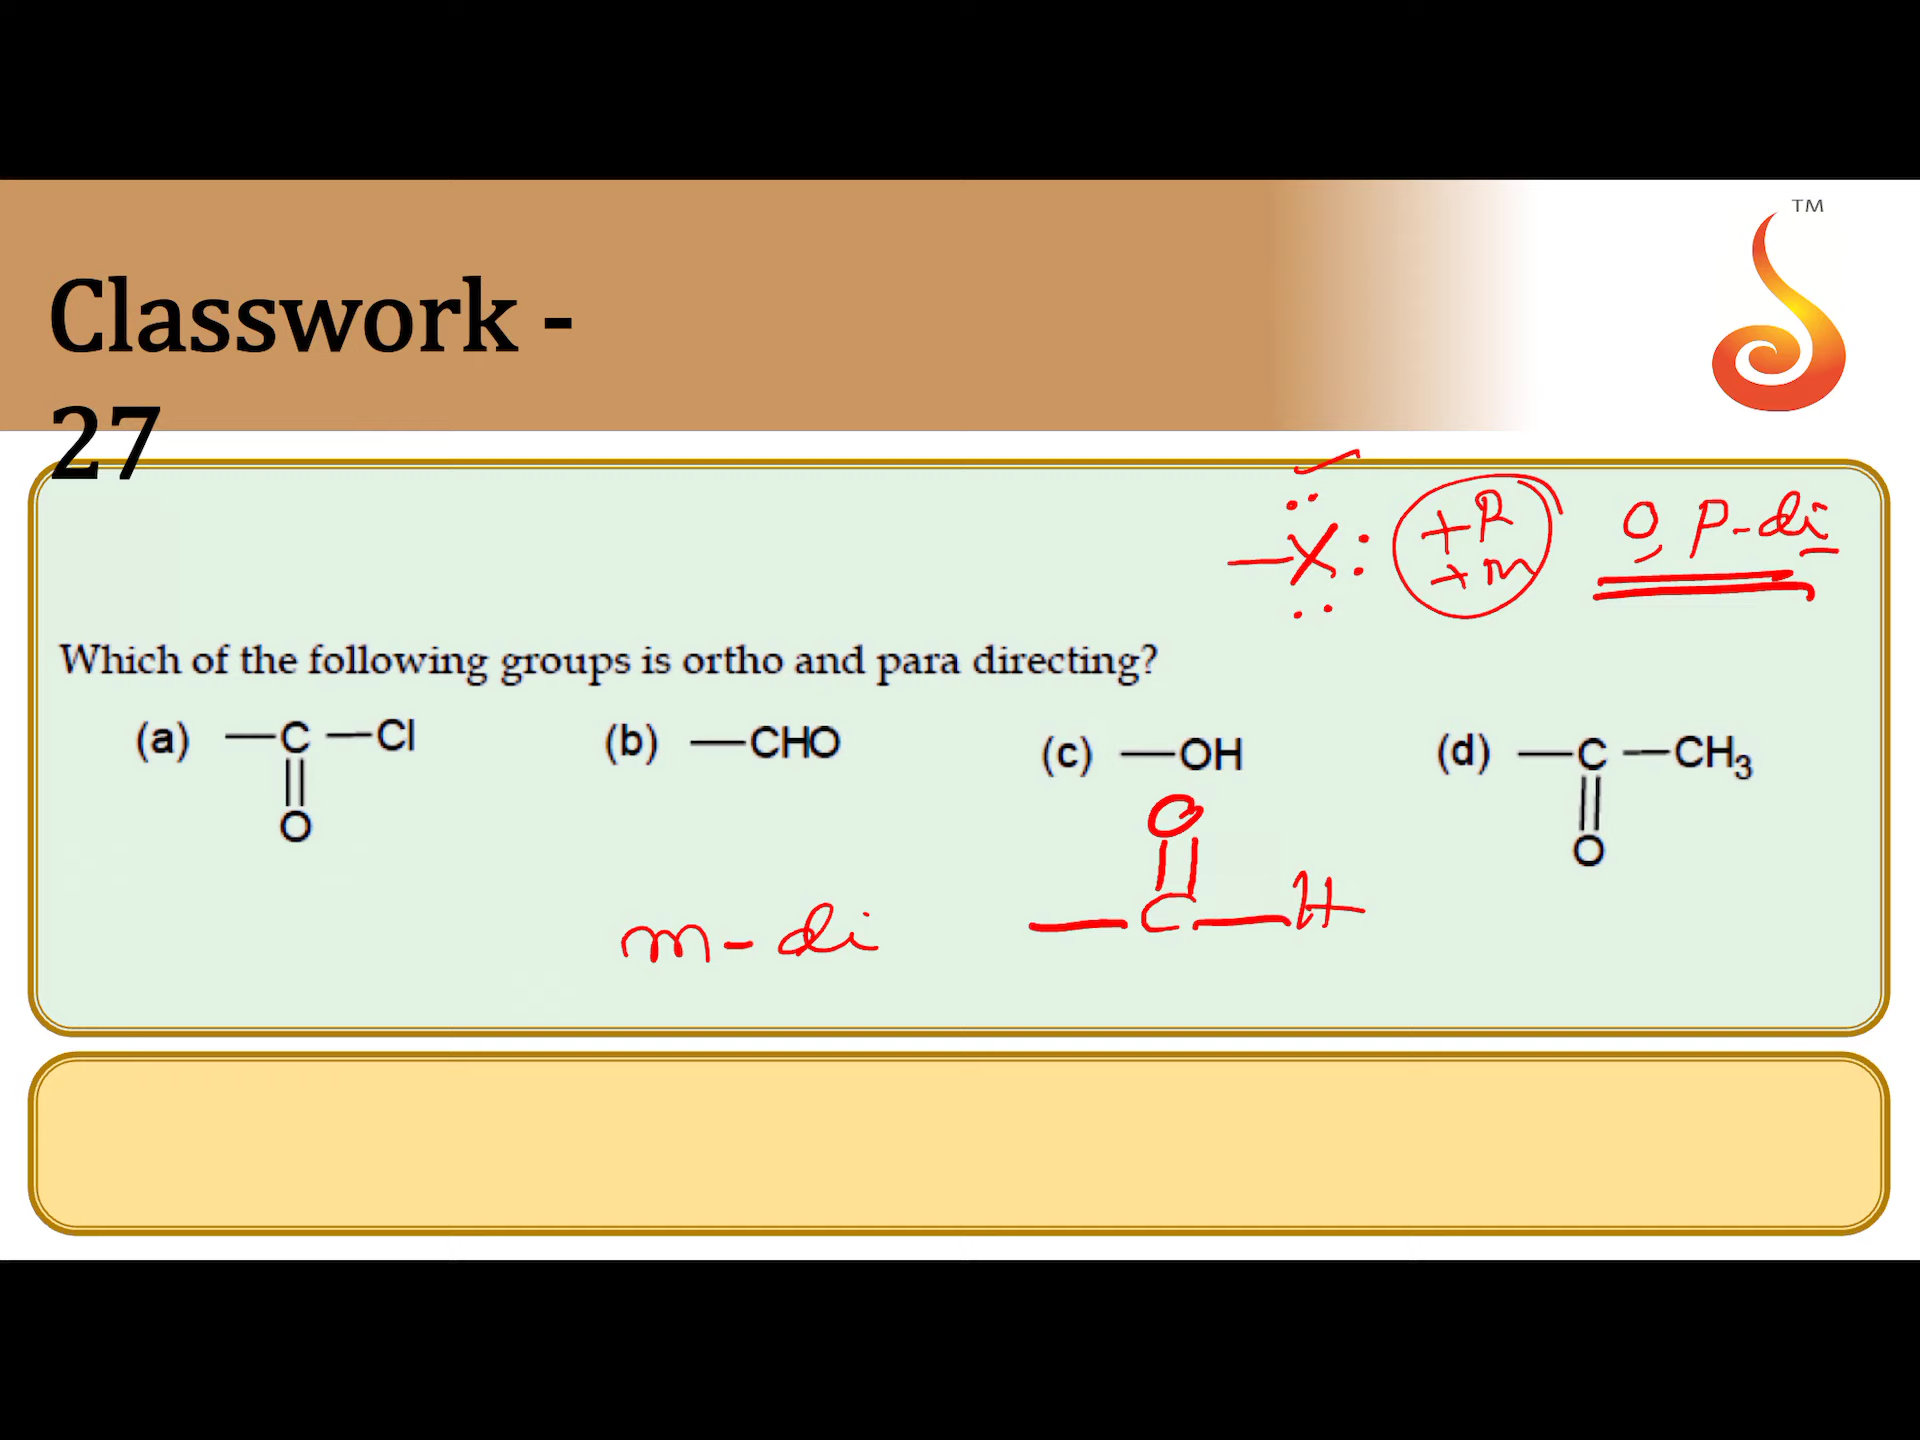 TM
Classwork -
27
–X: +R +m o p-di
Which of the following groups is ortho and para directing?
(a) —C—Cl (b) —CHO (c) —OH (d) —C—CH₃
||
O
||
O
O
||
m-di —C—H